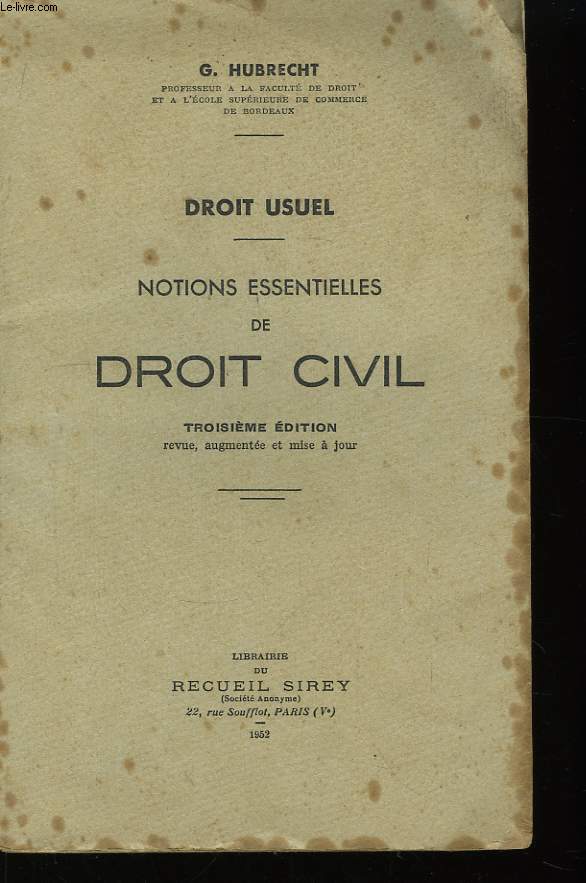 Le-livre.com
G. HUBRECHT
PROFESSEUR A LA FACULTÉ DE DROIT
ET A L'ÉCOLE SUPÉRIEURE DE COMMERCE
DE BORDEAUX
DROIT USUEL
NOTIONS ESSENTIELLES
DE
DROIT CIVIL
TROISIÈME ÉDITION
revue, augmentée et mise à jour
LIBRAIRIE
DU
RECUEIL SIREY
(Société Anonyme)
22, rue Soufflot, PARIS (Ve)
1952